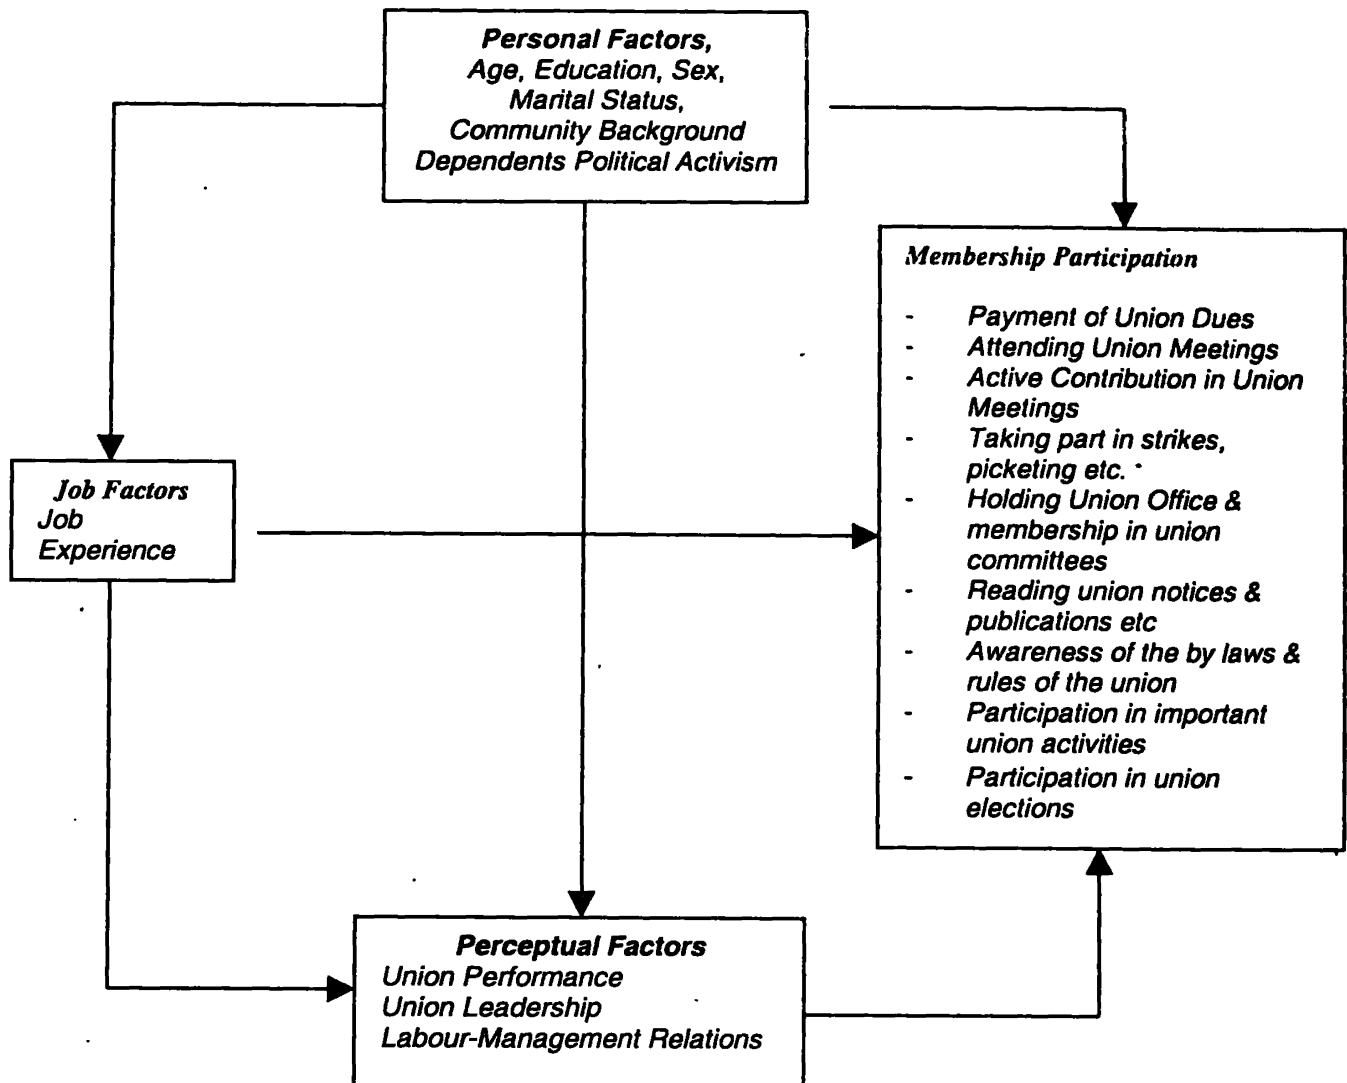 Personal Factors,
Age, Education, Sex,
Marital Status,
Community Background
Dependents Political Activism
Membership Participation
- Payment of Union Dues
- Attending Union Meetings
- Active Contribution in Union
Meetings
- Taking part in strikes,
picketing etc.
- Holding Union Office &
membership in union
committees
- Reading union notices &
publications etc
- Awareness of the by laws &
rules of the union
- Participation in important
union activities
- Participation in union
elections
Job Factors
Job
Experience
Perceptual Factors
Union Performance
Union Leadership
Labour-Management Relations